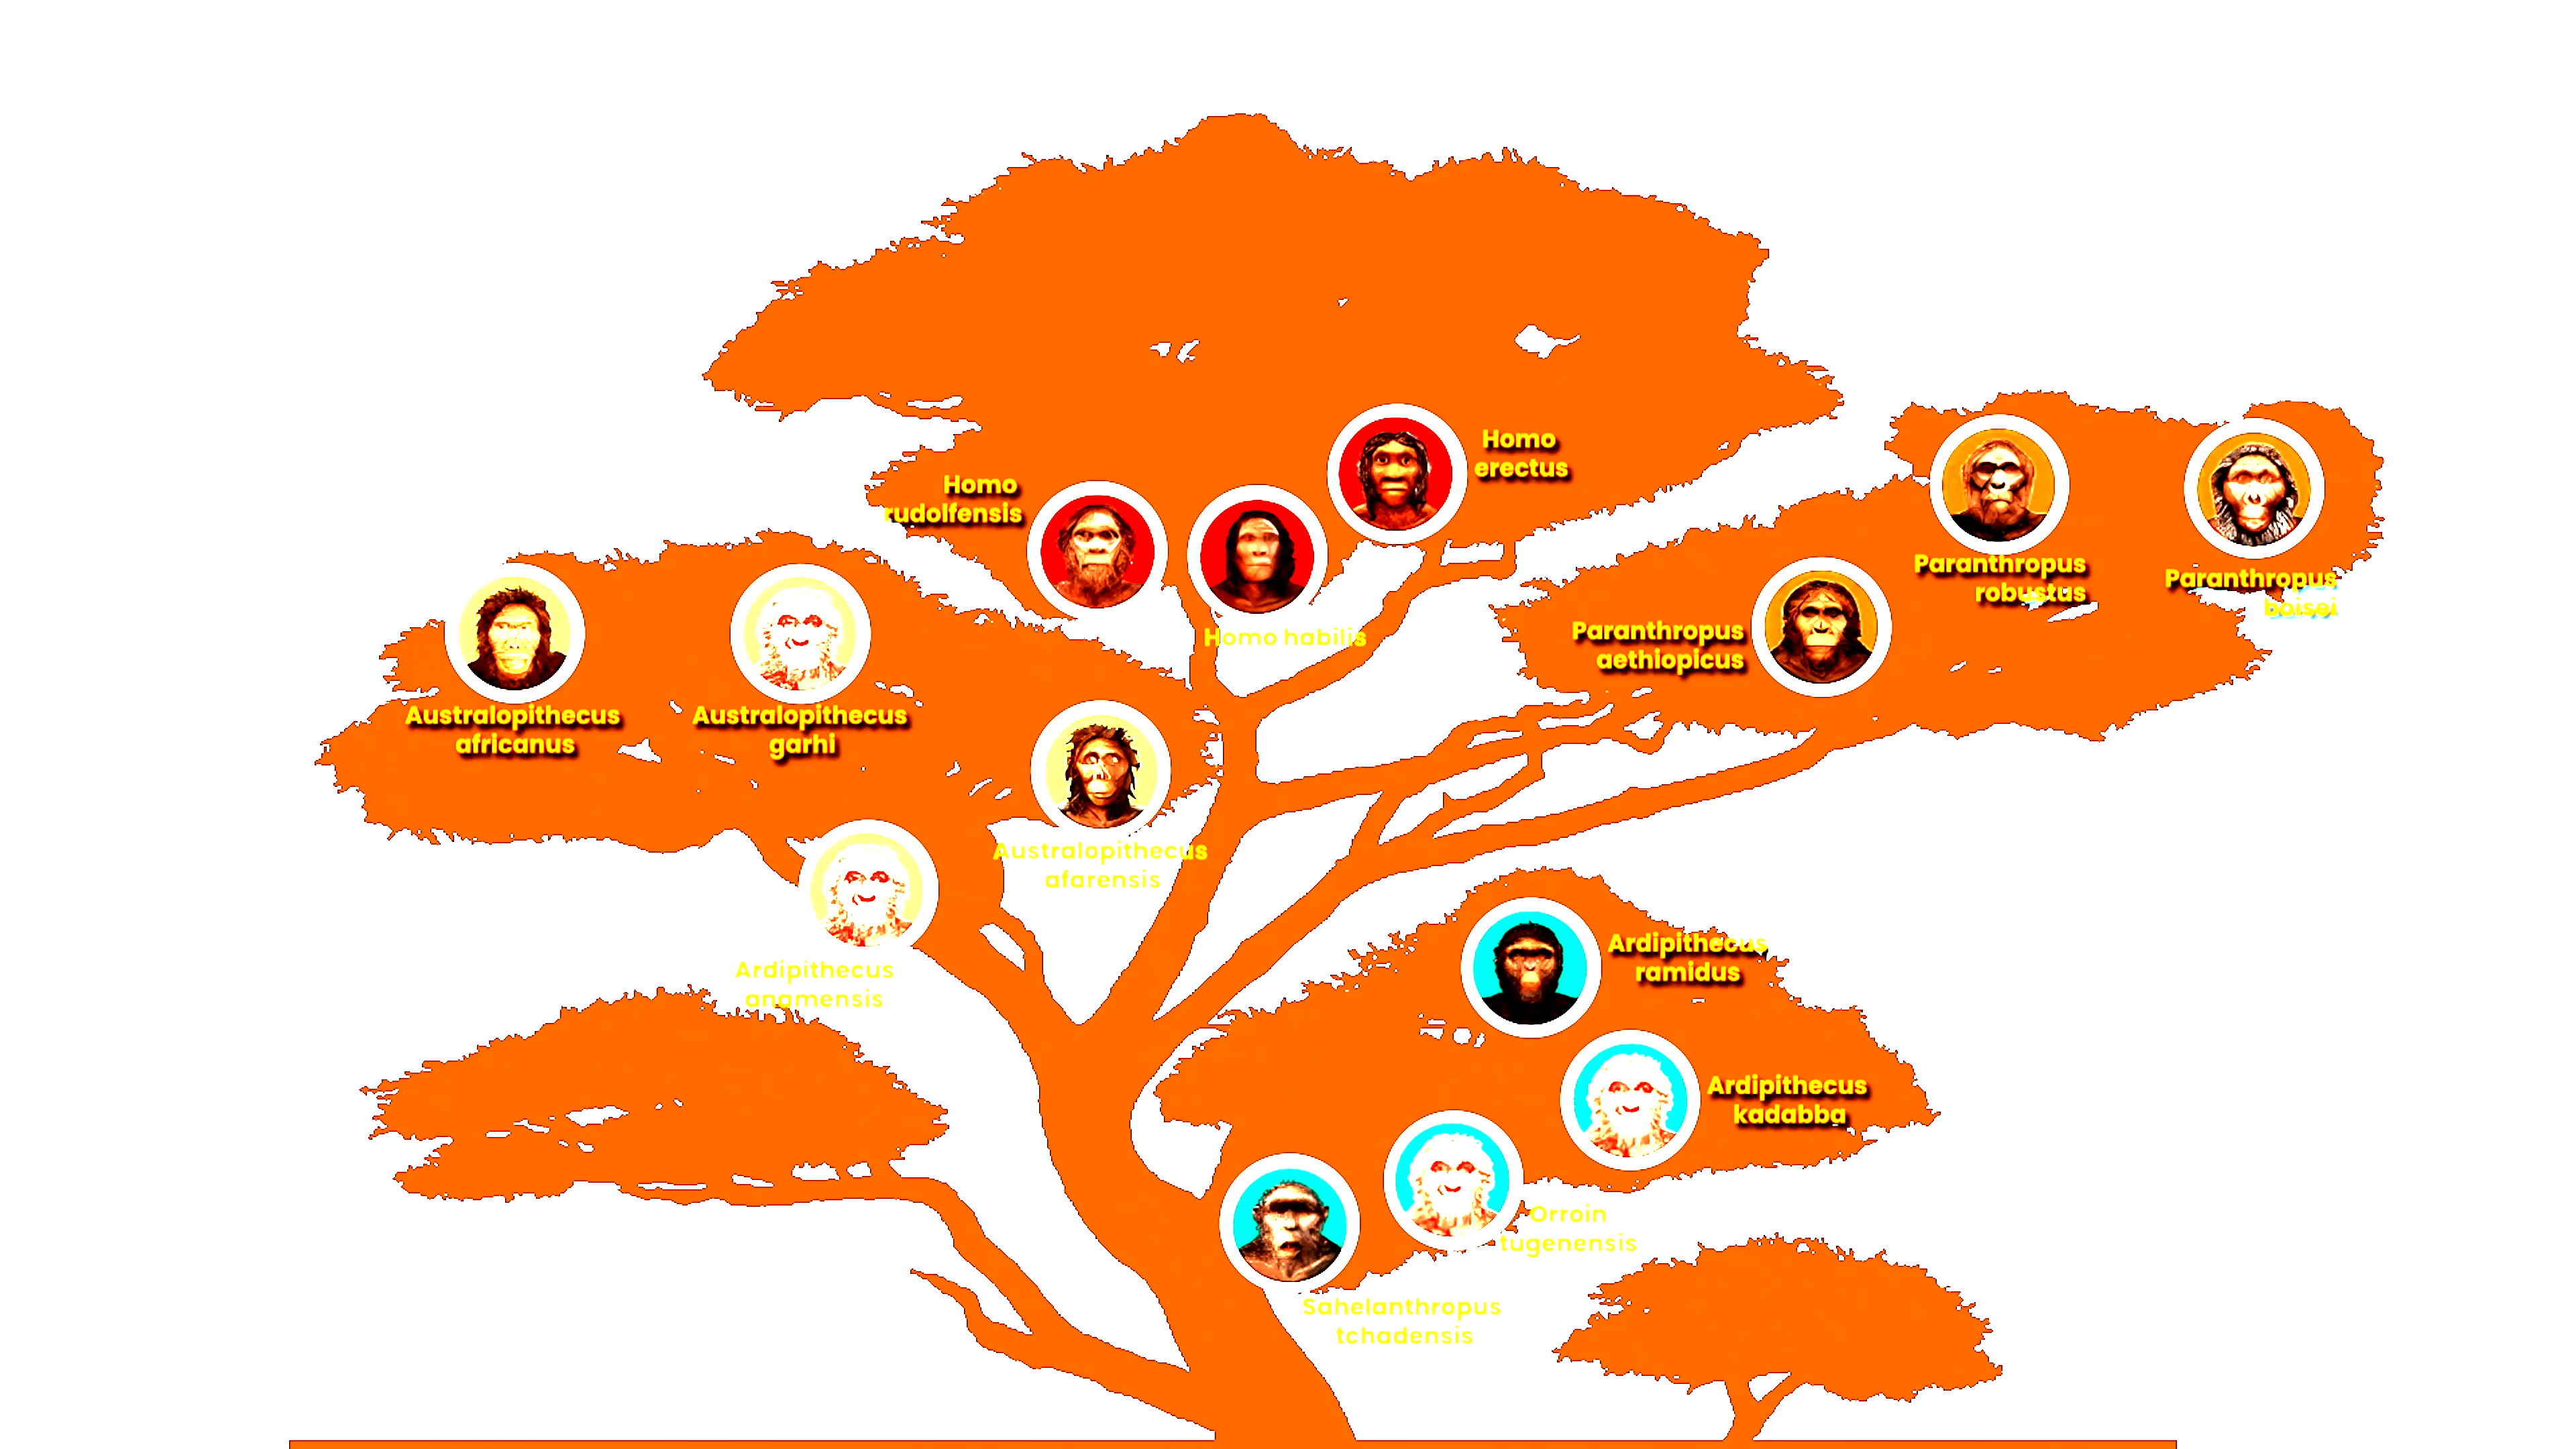 Homo
erectus
Homo
rudolfensis
Homo habilis
Paranthropus
robustus
Paranthropus
boisei
Paranthropus
aethiopicus
Australopithecus
africanus
Australopithecus
garhi
Australopithecus
afarensis
Ardipithecus
anamensis
Ardipithecus
ramidus
Ardipithecus
kadabba
Orroin
tugenensis
Sahelanthropus
tchadensis